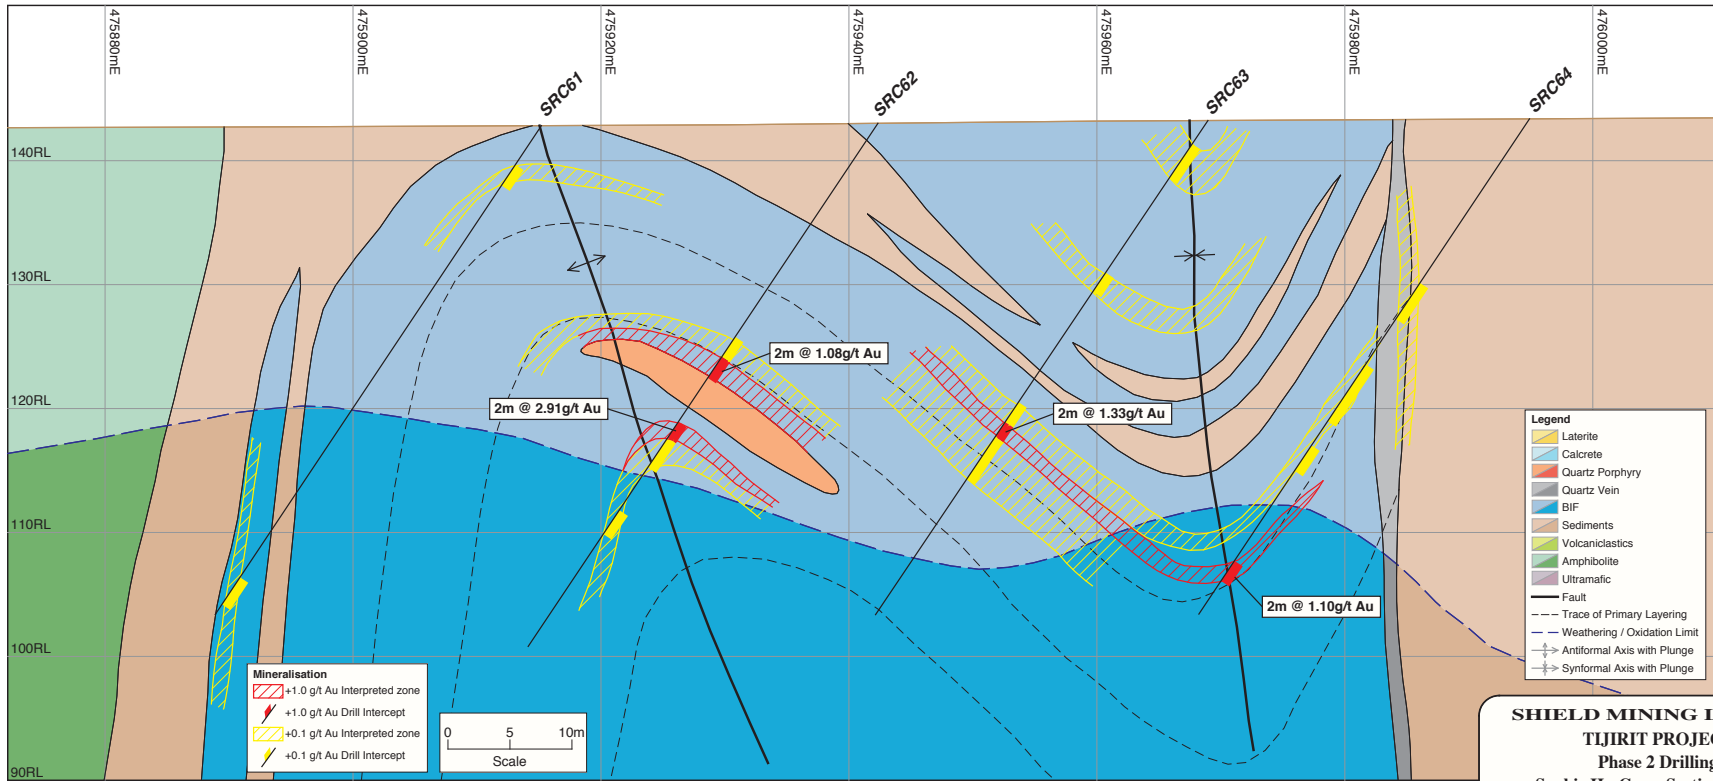 475880mE
475900mE
475920mE
475940mE
475960mE
475980mE
476000mE
SRC61
SRC62
SRC63
SRC64
140RL
130RL
120RL
110RL
100RL
90RL
2m @ 1.08g/t Au
2m @ 2.91g/t Au
2m @ 1.33g/t Au
2m @ 1.10g/t Au
Legend
Laterite
Calcrete
Quartz Porphyry
Quartz Vein
BIF
Sediments
Volcaniclastics
Amphibolite
Ultramafic
Fault
Trace of Primary Layering
Weathering / Oxidation Limit
Antiformal Axis with Plunge
Synformal Axis with Plunge
Mineralisation
+1.0 g/t Au Interpreted zone
+1.0 g/t Au Drill Intercept
+0.1 g/t Au Interpreted zone
+0.1 g/t Au Drill Intercept
0 5 10m
Scale
SHIELD MINING
TIJIRIT PROJEC
Phase 2 Drilling